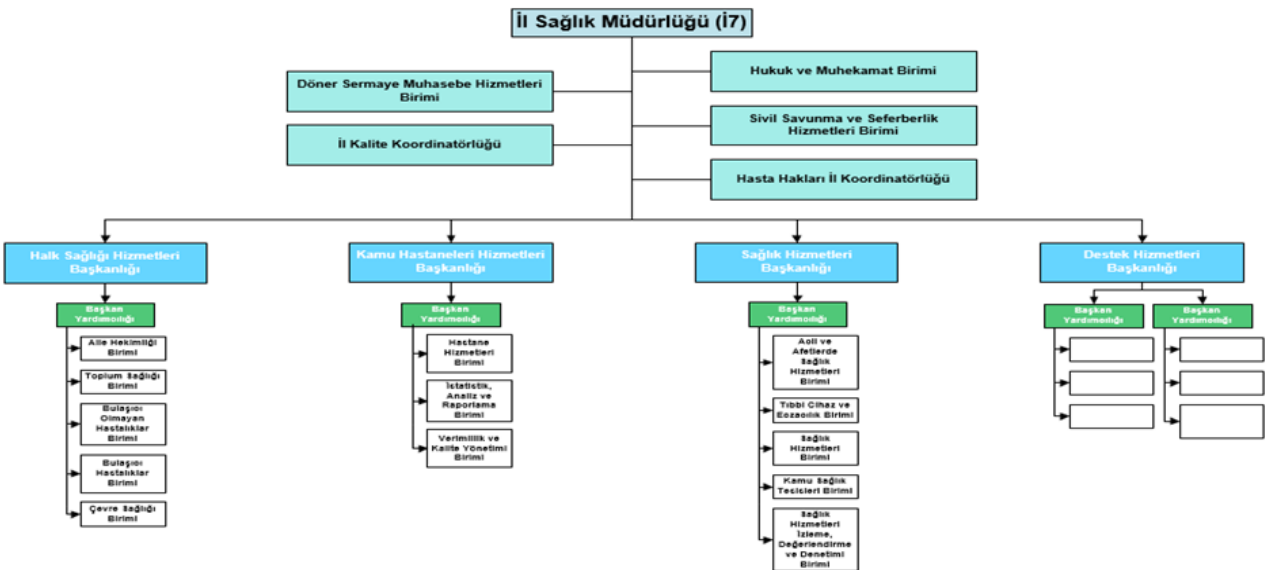 İl Sağlık Müdürlüğü (İ7)
Döner Sermaye Muhasebe Hizmetleri
Birimi
İl Kalite Koordinatörlüğü
Hukuk ve Muhekamat Birimi
Sivil Savunma ve Seferberlik
Hizmetleri Birimi
Hasta Hakları İl Koordinatörlüğü
Halk Sağlığı Hizmetleri
Başkanlığı
Başkan
Yardımcılığı
Aile Hekimliği
Birimi
Toplum Sağlığı
Birimi
Bulaşıcı
Olmayan
Hastalıklar
Birimi
Bulaşıcı
Hastalıklar
Birimi
Çevre Sağlığı
Birimi
Kamu Hastaneleri Hizmetleri
Başkanlığı
Başkan
Yardımcılığı
Hastane
Hizmetleri
Birimi
İstatistik,
Analiz ve
Raporlama
Birimi
Verimlilik ve
Kalite Yönetimi
Birimi
Sağlık Hizmetleri
Başkanlığı
Başkan
Yardımcılığı
Acil ve
Afetlerde
Sağlık
Hizmetleri
Birimi
Tıbbi Cihaz ve
Eczacılık Birimi
Sağlık
Hizmetleri
Birimi
Kamu Sağlık
Tesisleri Birimi
Sağlık
Hizmetleri
İzleme,
Değerlendirme
ve Denetimi
Birimi
Destek Hizmetleri
Başkanlığı
Başkan
Yardımcılığı
Başkan
Yardımcılığı